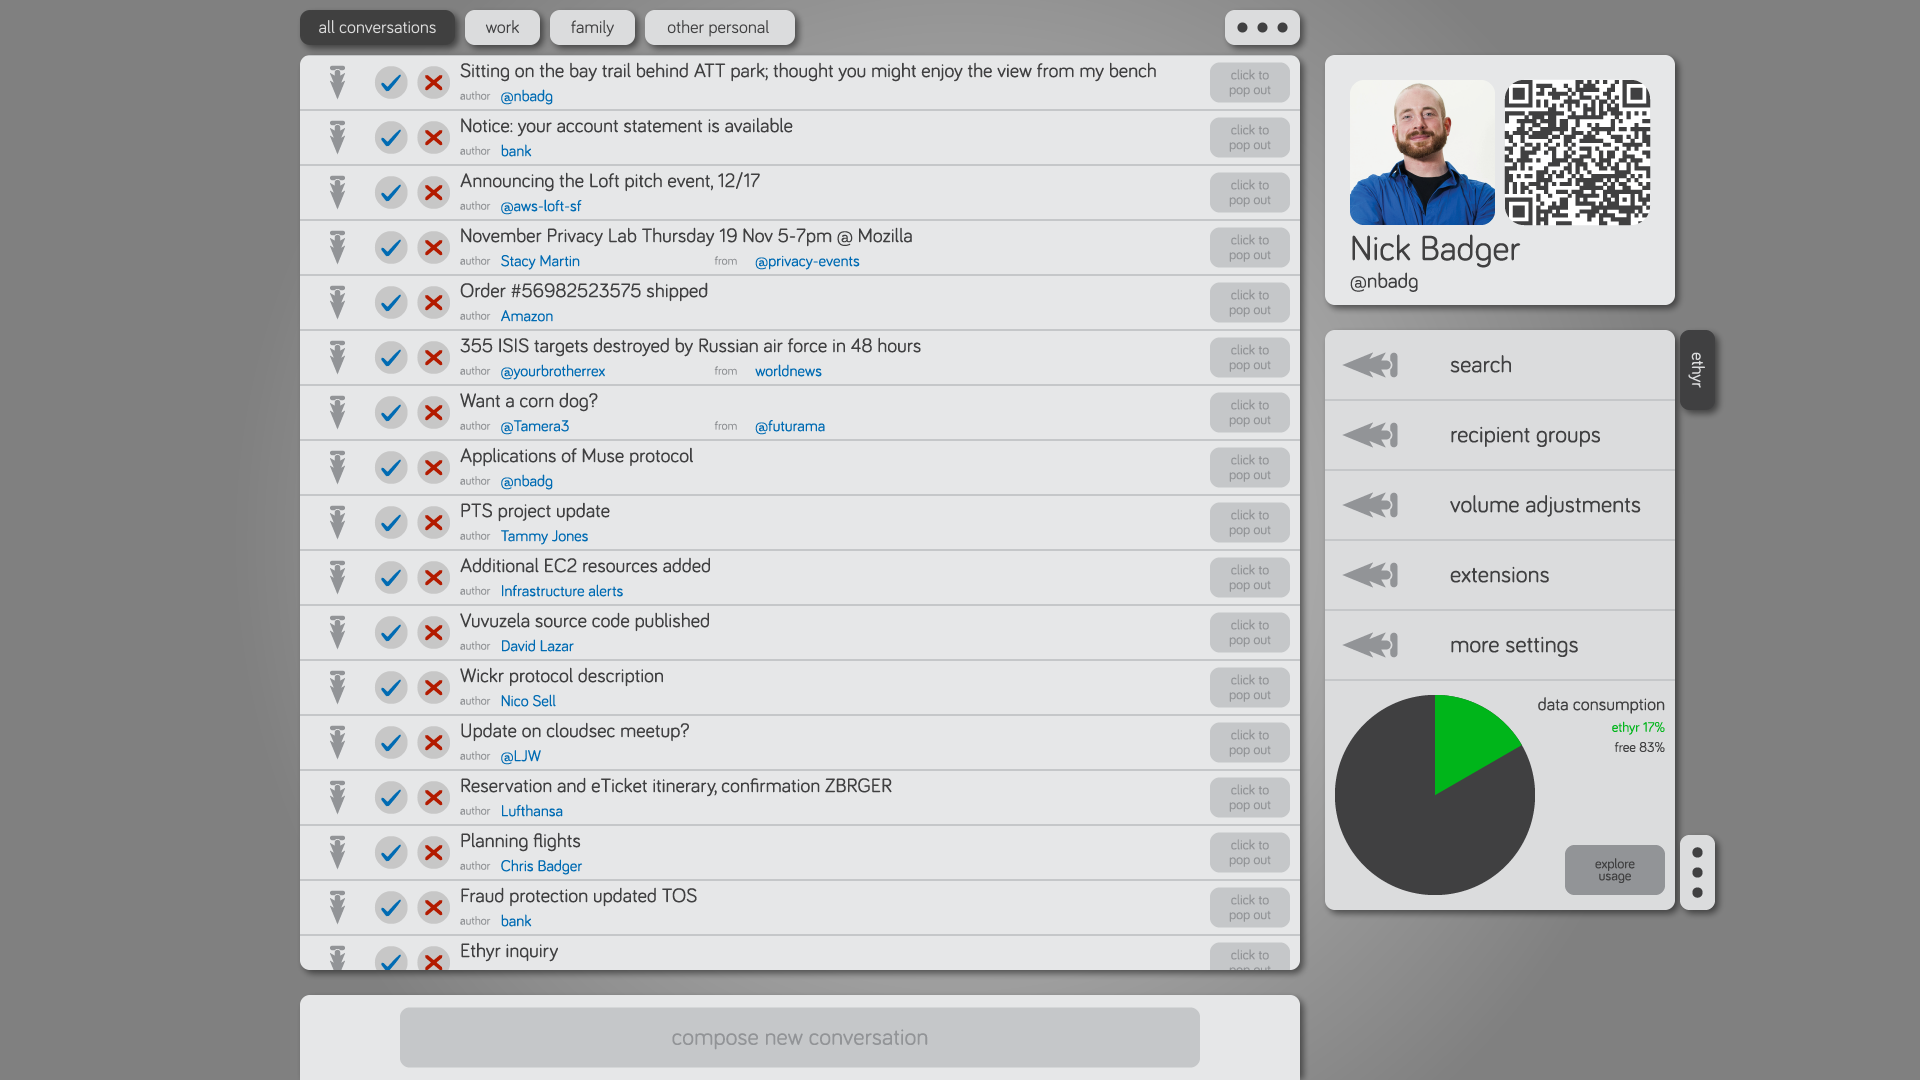 all conversations
work
family
other personal
Sitting on the bay trail behind ATT park; thought you might enjoy the view from my bench
author @nbadg
click to
pop out
Notice: your account statement is available
author bank
click to
pop out
Announcing the Loft pitch event, 12/17
author @aws-loft-sf
click to
pop out
November Privacy Lab Thursday 19 Nov 5-7pm @ Mozilla
author Stacy Martin from @privacy-events
click to
pop out
Order #56982523575 shipped
author Amazon
click to
pop out
355 ISIS targets destroyed by Russian air force in 48 hours
author @yourbrotherrex from worldnews
click to
pop out
Want a corn dog?
author @Tamera3 from @futurama
click to
pop out
Applications of Muse protocol
author @nbadg
click to
pop out
PTS project update
author Tammy Jones
click to
pop out
Additional EC2 resources added
author Infrastructure alerts
click to
pop out
Vuvuzela source code published
author David Lazar
click to
pop out
Wickr protocol description
author Nico Sell
click to
pop out
Update on cloudsec meetup?
author @LJW
click to
pop out
Reservation and eTicket itinerary, confirmation ZBRGER
author Lufthansa
click to
pop out
Planning flights
author Chris Badger
click to
pop out
Fraud protection updated TOS
author bank
click to
pop out
Ethyr inquiry
click to
pop out
compose new conversation
Nick Badger
@nbadg
ethyr
search
recipient groups
volume adjustments
extensions
more settings
data consumption
ethyr 17%
free 83%
explore
usage